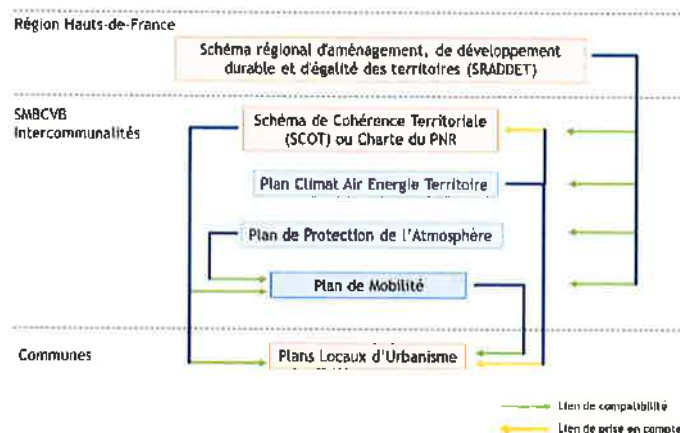 Région Hauts-de-France
Schéma régional d'aménagement, de développement
durable et d'égalité des territoires (SRADDET)
SMBCVB
Intercommunalités
Schéma de Cohérence Territoriale
(SCOT) ou Charte du PNR
Plan Climat Air Energie Territoire
Plan de Protection de l'Atmosphère
Plan de Mobilité
Communes
Plans Locaux d'Urbanisme
Lien de compatibilité
Lien de prise en compte